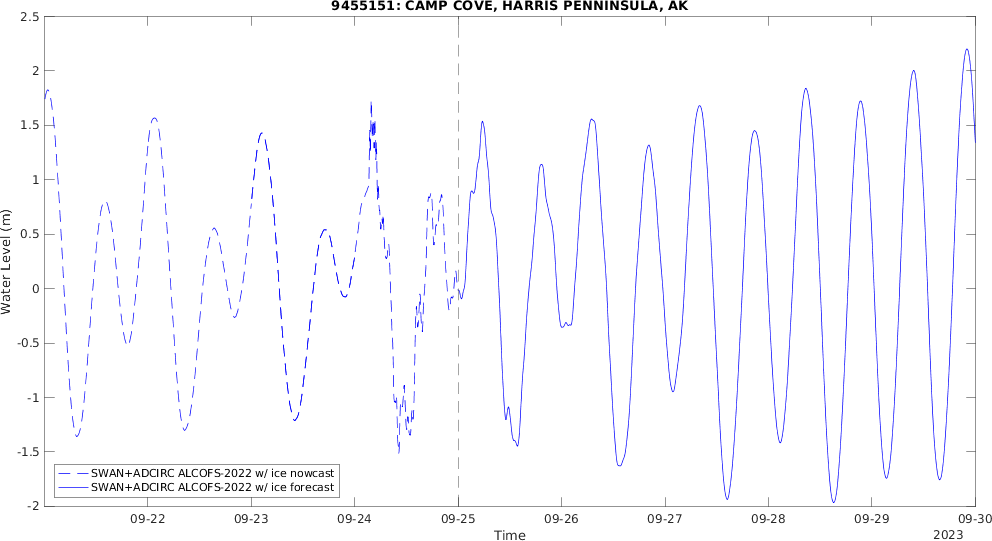 9455151: CAMP COVE, HARRIS PENNINSULA, AK
2.5
2
1.5
1
0.5
0
-0.5
-1
-1.5
-2
Water Level (m)
SWAN+ADCIRC ALCOFS-2022 w/ ice nowcast
SWAN+ADCIRC ALCOFS-2022 w/ ice forecast
09-22 09-23 09-24 09-25 09-26 09-27 09-28 09-29 09-30
Time
2023